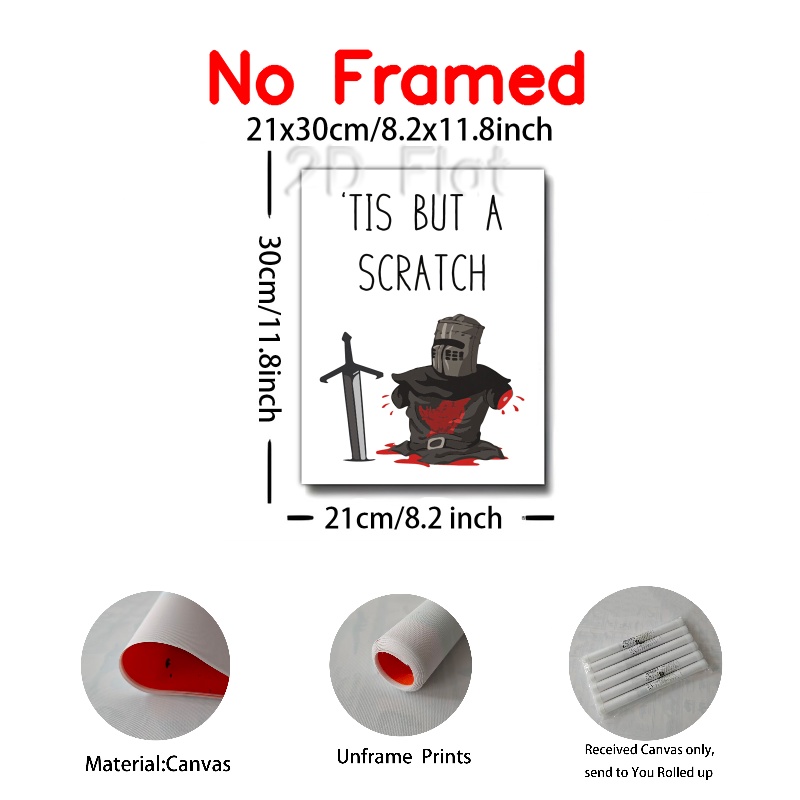 No Framed
21x30cm/8.2x11.8inch
2D Flat
‘TIS BUT A
SCRATCH
30cm/11.8inch
21cm/8.2 inch
Material:Canvas
Unframe Prints
Received Canvas only,
send to You Rolled up